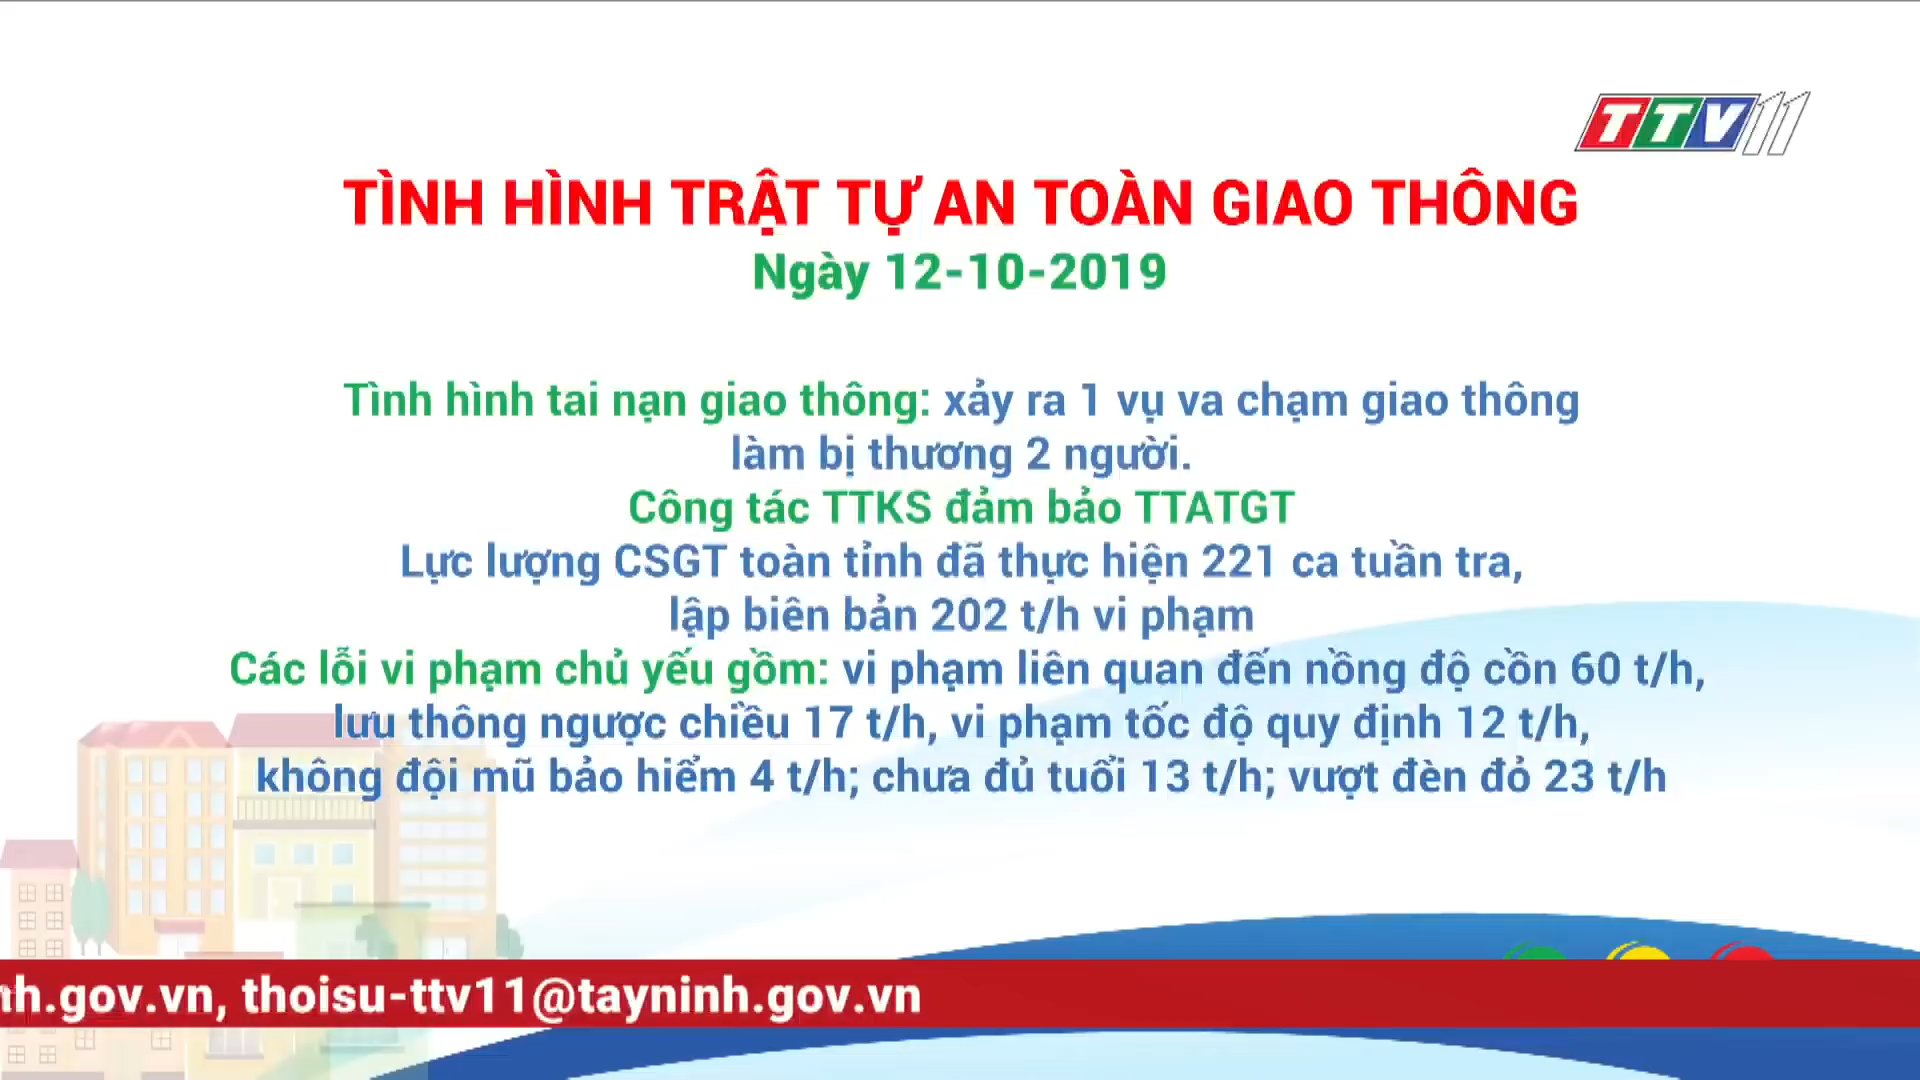 TTV11
TÌNH HÌNH TRẬT TỰ AN TOÀN GIAO THÔNG
Ngày 12-10-2019
Tình hình tai nạn giao thông: xảy ra 1 vụ va chạm giao thông
làm bị thương 2 người.
Công tác TTKS đảm bảo TTATGT
Lực lượng CSGT toàn tỉnh đã thực hiện 221 ca tuần tra,
lập biên bản 202 t/h vi phạm
Các lỗi vi phạm chủ yếu gồm: vi phạm liên quan đến nồng độ cồn 60 t/h,
lưu thông ngược chiều 17 t/h, vi phạm tốc độ quy định 12 t/h,
không đội mũ bảo hiểm 4 t/h; chưa đủ tuổi 13 t/h; vượt đèn đỏ 23 t/h
nh.gov.vn, thoisu-ttv11@tayninh.gov.vn